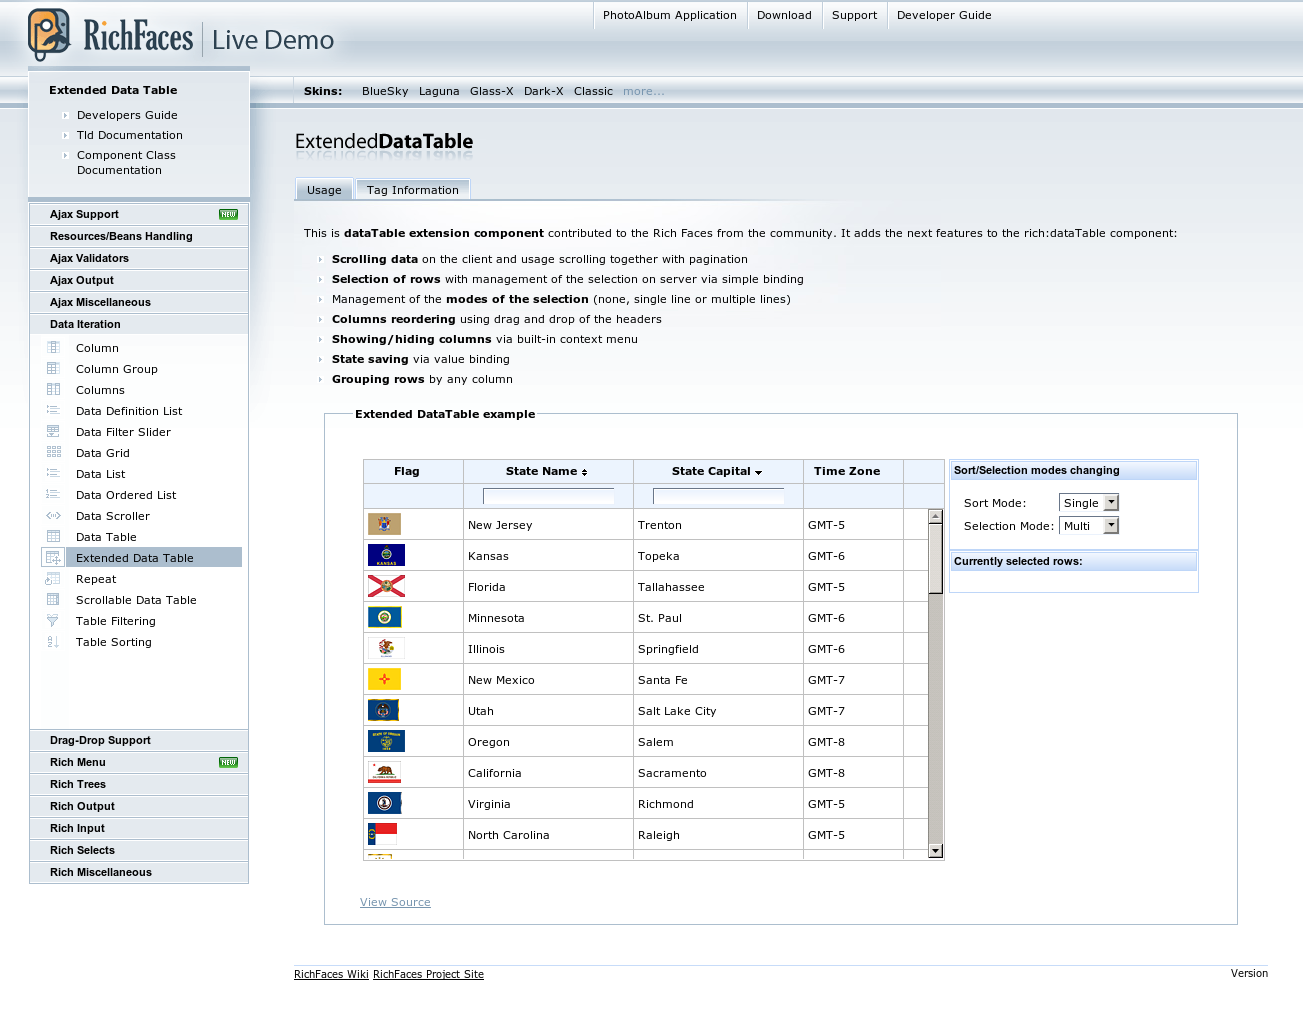 PhotoAlbum Application Download Support Developer Guide
RichFaces Live Demo
Extended Data Table
Developers Guide
Tld Documentation
Component Class
Documentation
Skins: BlueSky Laguna Glass-X Dark-X Classic more...
Ajax Support NEW
Resources/Beans Handling
Ajax Validators
Ajax Output
Ajax Miscellaneous
Data Iteration
Column
Column Group
Columns
Data Definition List
Data Filter Slider
Data Grid
Data List
Data Ordered List
Data Scroller
Data Table
Extended Data Table
Repeat
Scrollable Data Table
Table Filtering
Table Sorting
Drag-Drop Support
Rich Menu NEW
Rich Trees
Rich Output
Rich Input
Rich Selects
Rich Miscellaneous
ExtendedDataTable
Usage Tag Information
This is dataTable extension component contributed to the Rich Faces from the community. It adds the next features to the rich:dataTable component:
Scrolling data on the client and usage scrolling together with pagination
Selection of rows with management of the selection on server via simple binding
Management of the modes of the selection (none, single line or multiple lines)
Columns reordering using drag and drop of the headers
Showing/hiding columns via built-in context menu
State saving via value binding
Grouping rows by any column
Extended DataTable example
Flag State Name State Capital Time Zone
New Jersey Trenton GMT-5
Kansas Topeka GMT-6
Florida Tallahassee GMT-5
Minnesota St. Paul GMT-6
Illinois Springfield GMT-6
New Mexico Santa Fe GMT-7
Utah Salt Lake City GMT-7
Oregon Salem GMT-8
California Sacramento GMT-8
Virginia Richmond GMT-5
North Carolina Raleigh GMT-5
Sort/Selection modes changing
Sort Mode: Single
Selection Mode: Multi
Currently selected rows:
View Source
RichFaces Wiki RichFaces Project Site Version